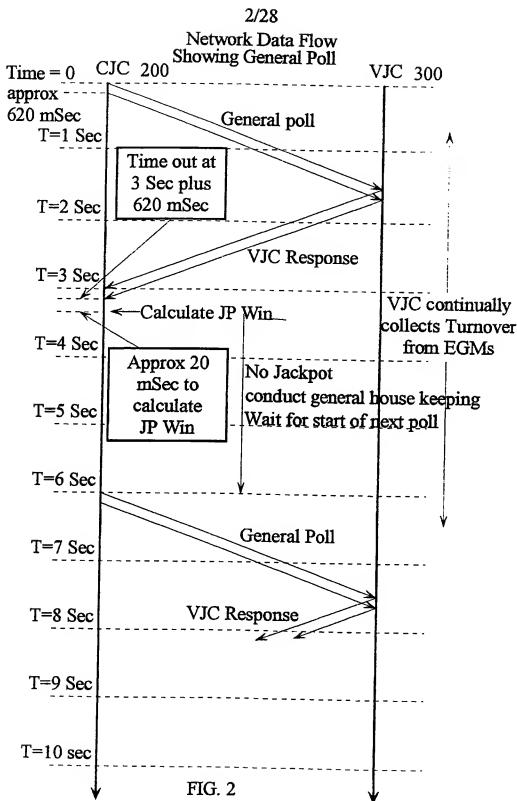 2/28
Network Data Flow
Showing General Poll
Time = 0
CJC 200
VJC 300
approx
620 mSec
General poll
T=1 Sec
Time out at
3 Sec plus
620 mSec
T=2 Sec
VJC Response
T=3 Sec
Calculate JP Win
VJC continually
collects Turnover
from EGMs
T=4 Sec
Approx 20
mSec to
calculate
JP Win
No Jackpot
conduct general house keeping
Wait for start of next poll
T=5 Sec
T=6 Sec
General Poll
T=7 Sec
VJC Response
T=8 Sec
T=9 Sec
T=10 sec
FIG. 2